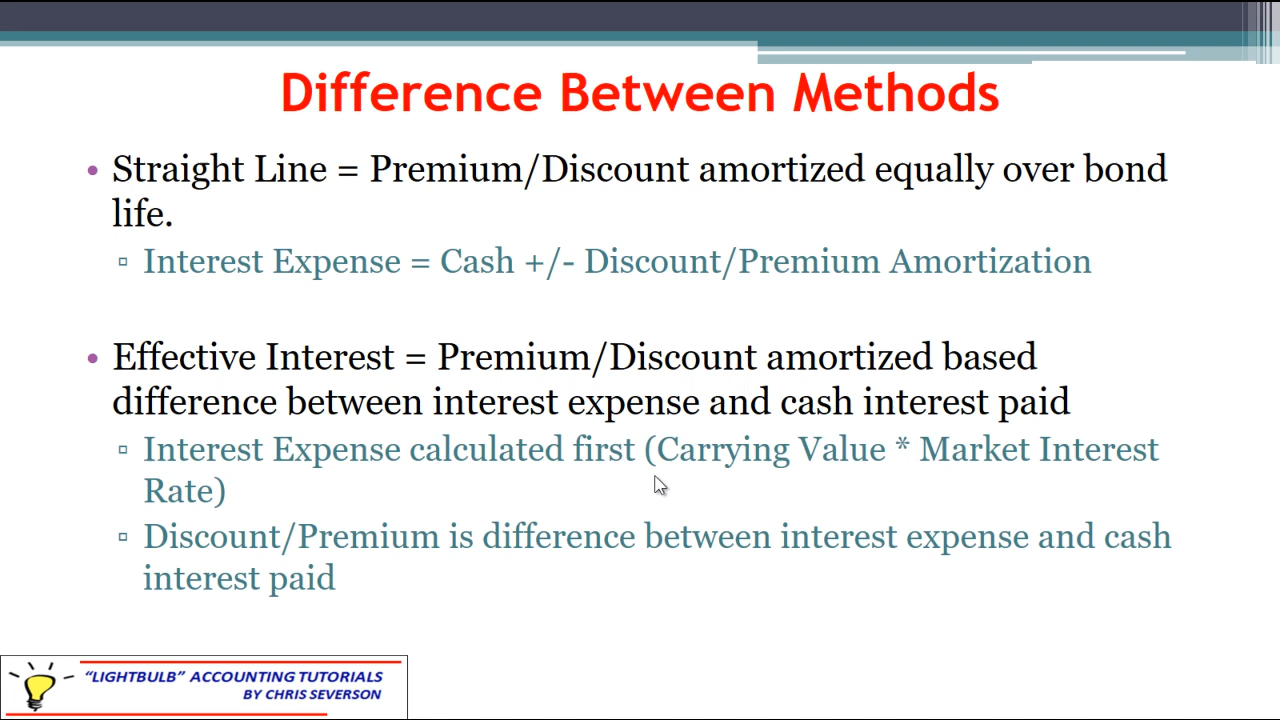 Difference Between Methods
• Straight Line = Premium/Discount amortized equally over bond
life.
▫ Interest Expense = Cash +/- Discount/Premium Amortization
• Effective Interest = Premium/Discount amortized based
difference between interest expense and cash interest paid
▫ Interest Expense calculated first (Carrying Value * Market Interest
Rate)
▫ Discount/Premium is difference between interest expense and cash
interest paid
“LIGHTBULB” ACCOUNTING TUTORIALS
BY CHRIS SEVERSON